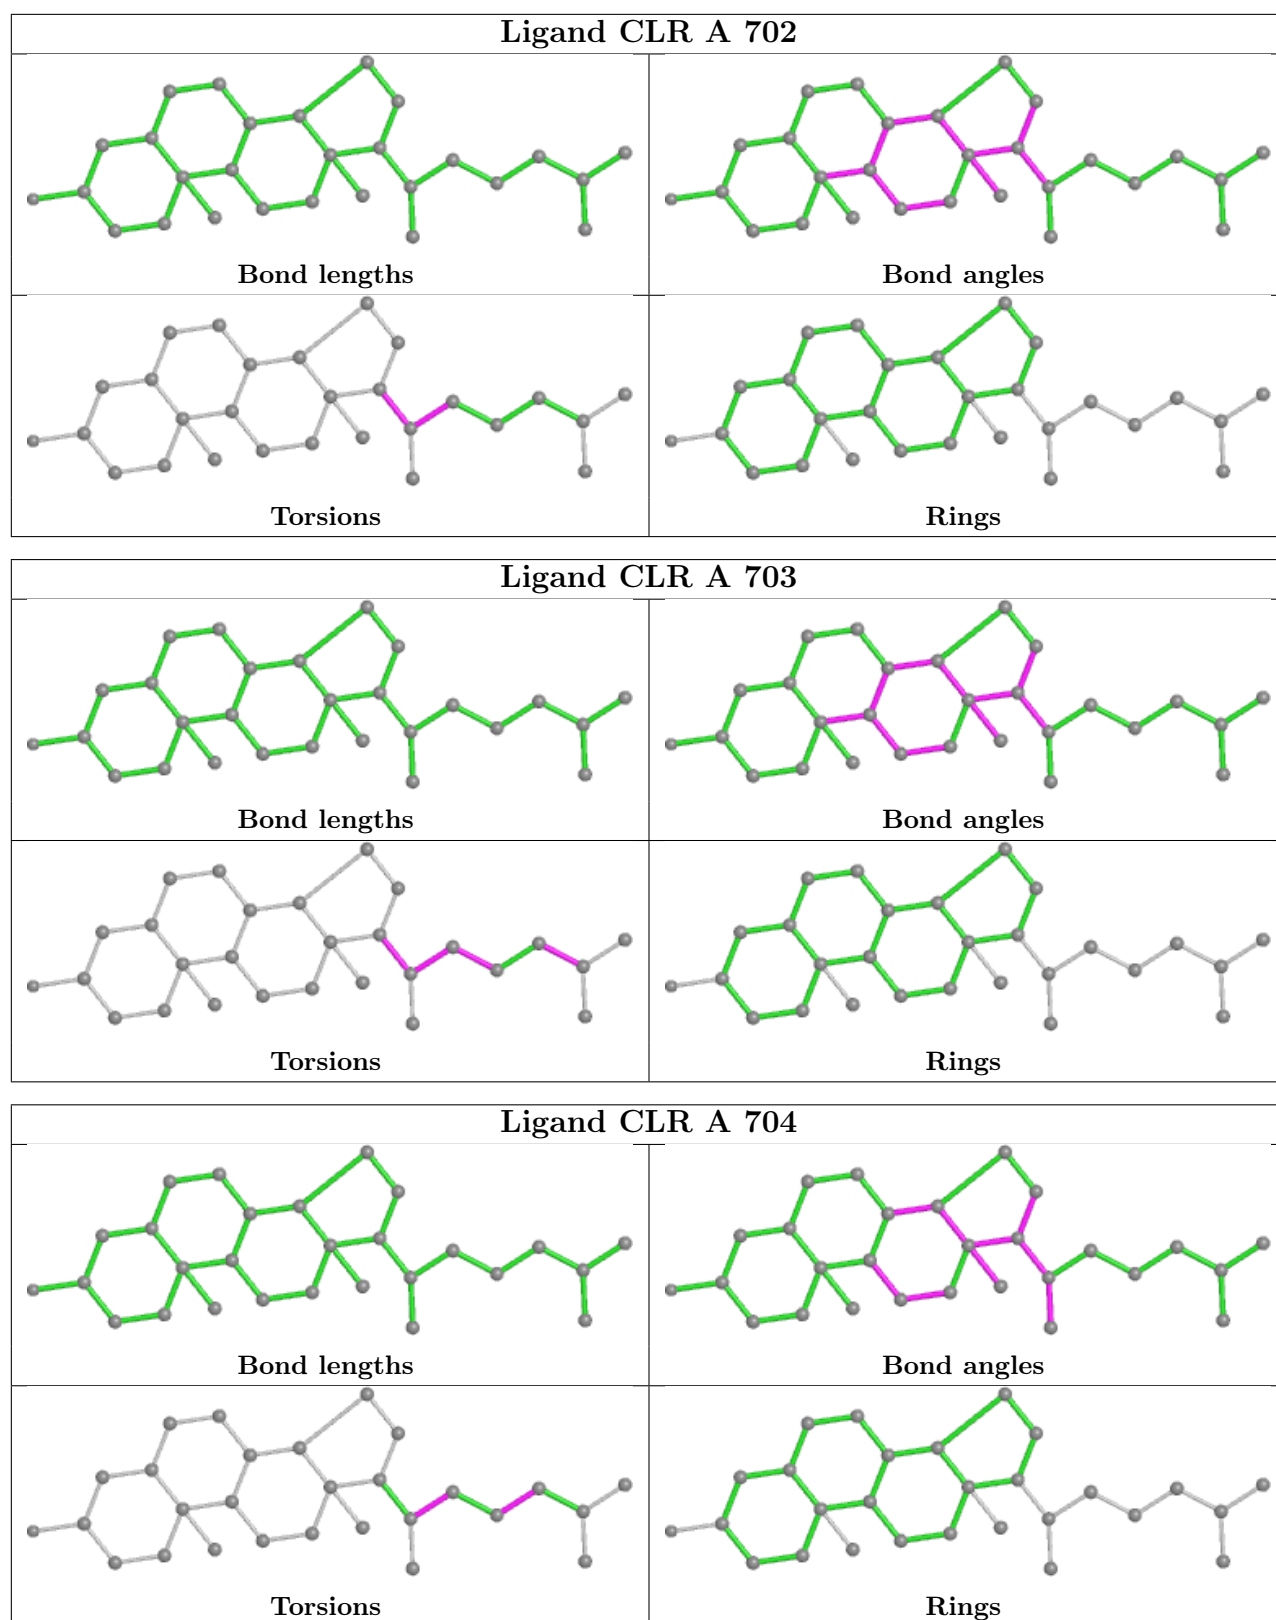 Ligand CLR A 702
Bond lengths
Bond angles
Torsions
Rings
Ligand CLR A 703
Bond lengths
Bond angles
Torsions
Rings
Ligand CLR A 704
Bond lengths
Bond angles
Torsions
Rings